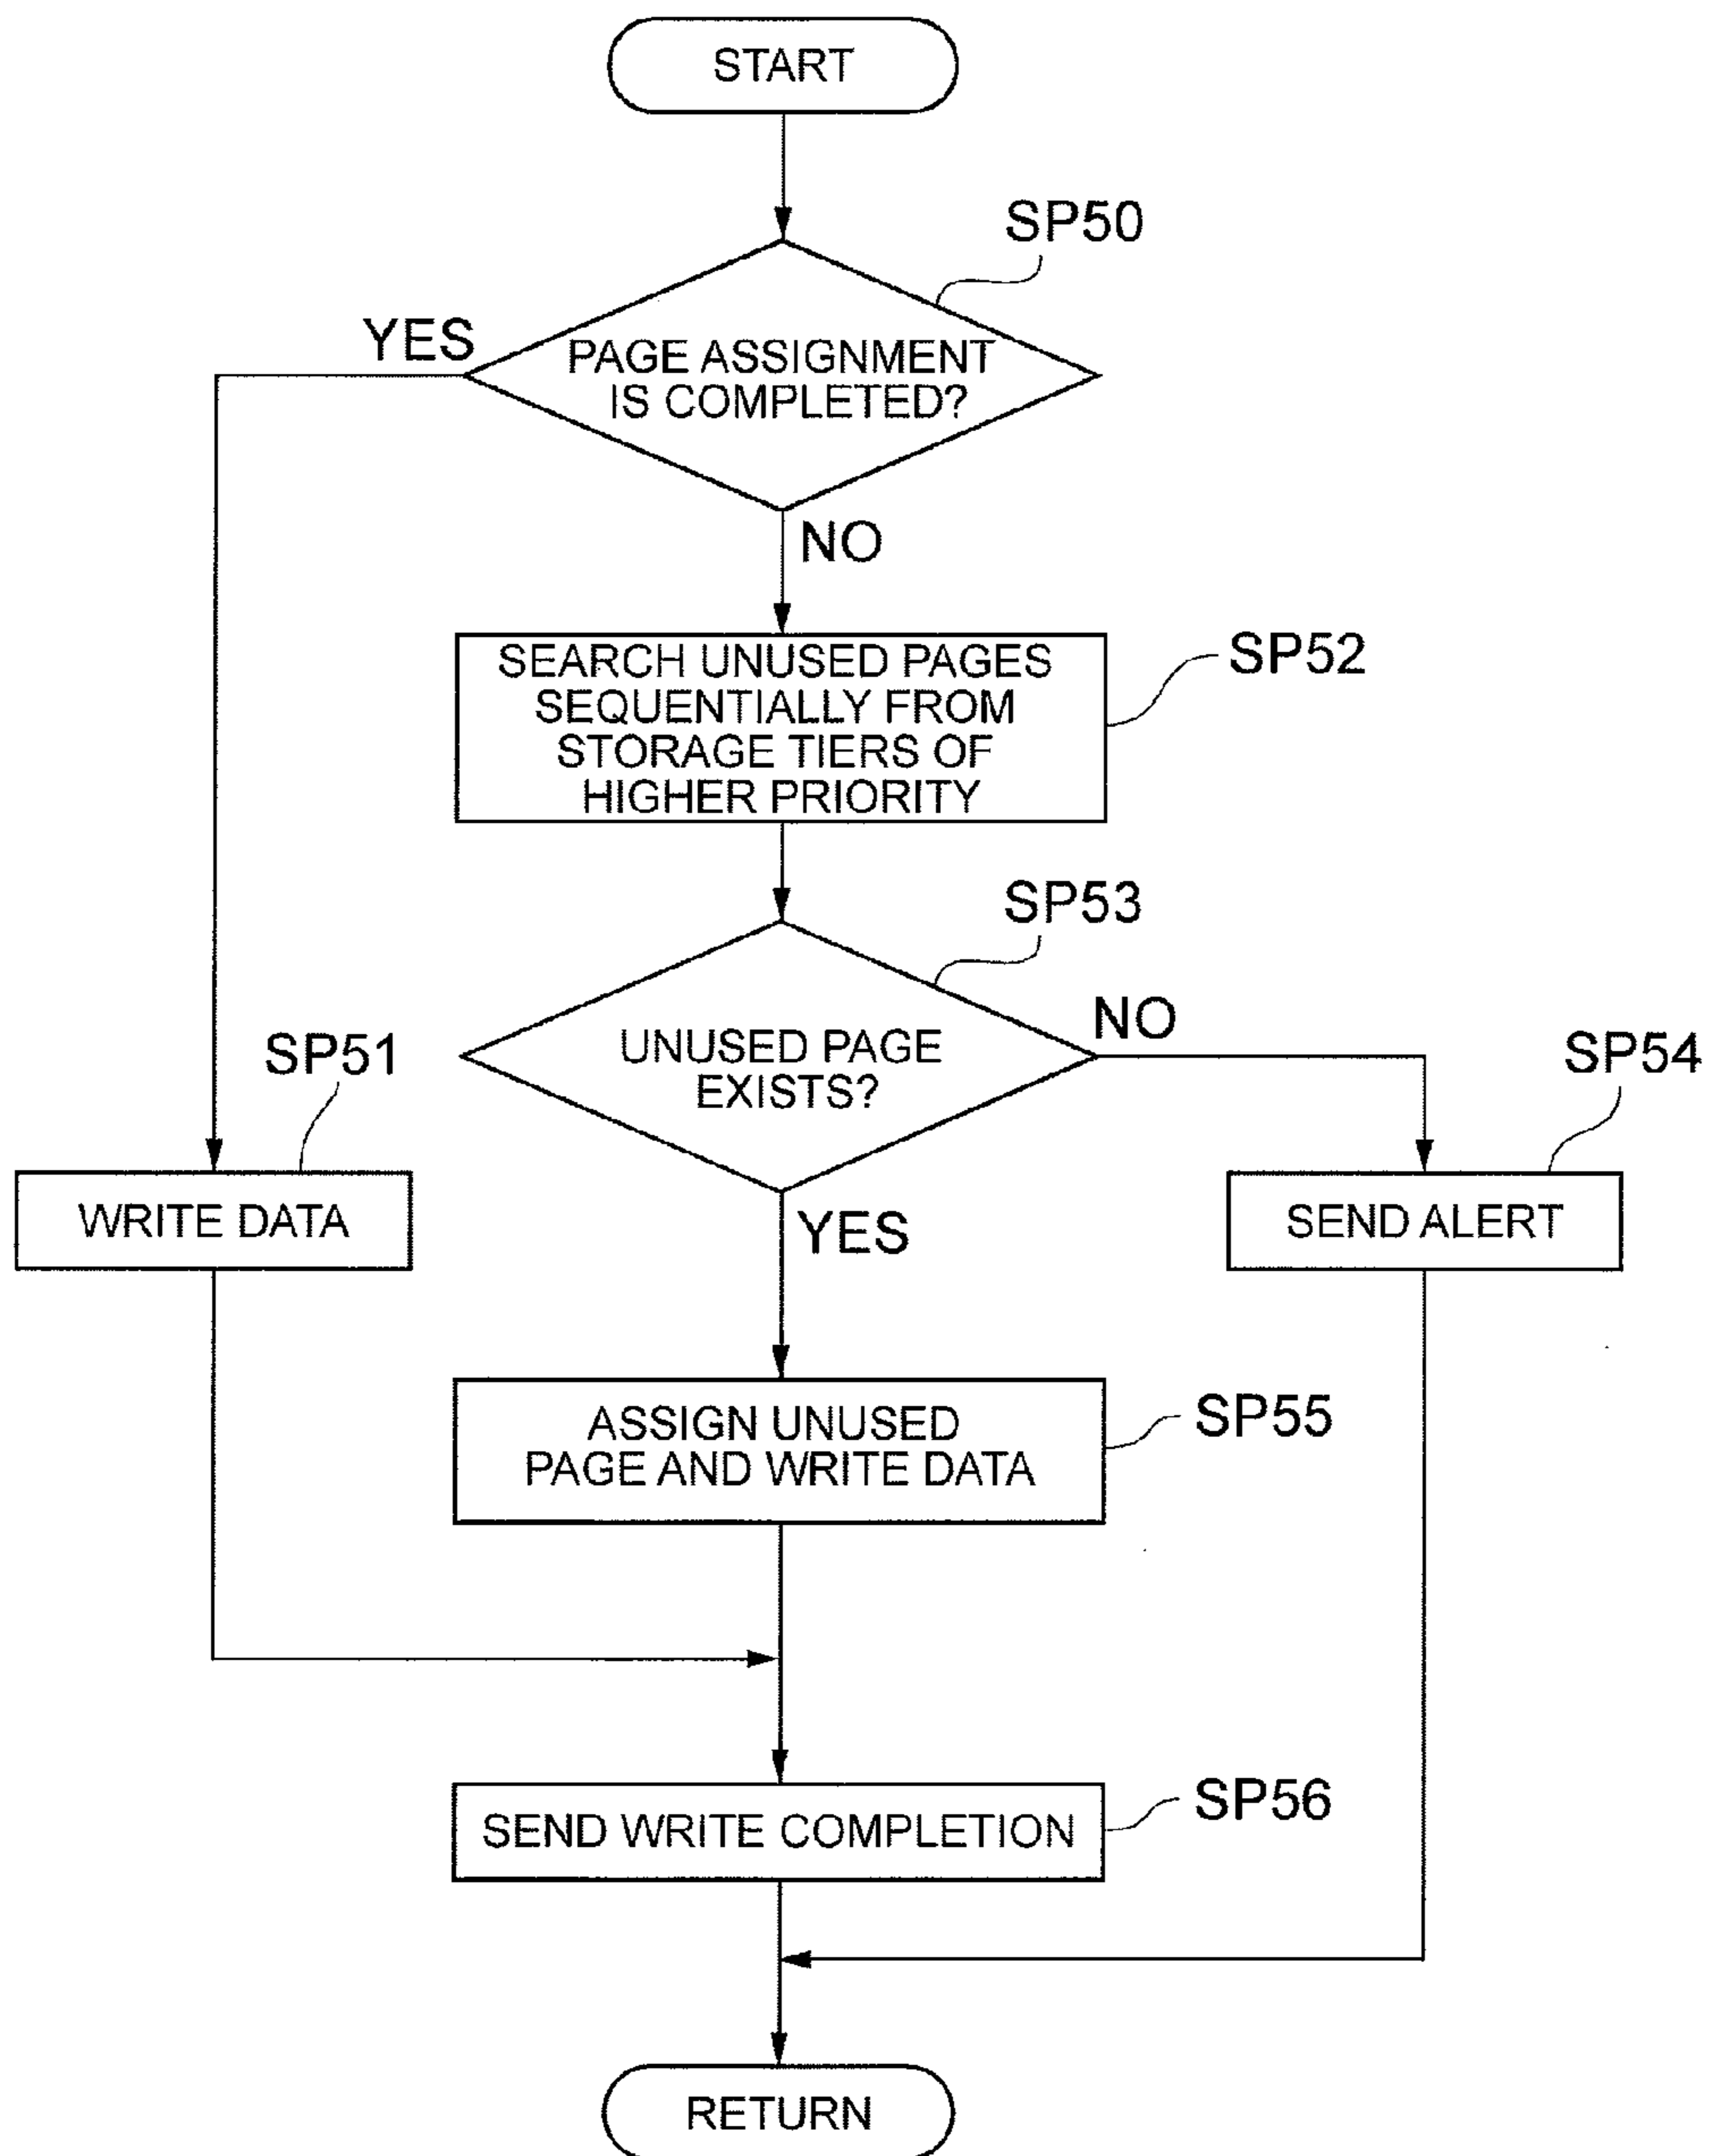 START
SP50
YES
PAGE ASSIGNMENT
IS COMPLETED?
NO
SEARCH UNUSED PAGES
SEQUENTIALLY FROM
STORAGE TIERS OF
HIGHER PRIORITY
SP52
SP53
UNUSED PAGE
EXISTS?
NO
SP51
SP54
WRITE DATA
YES
SEND ALERT
ASSIGN UNUSED
PAGE AND WRITE DATA
SP55
SEND WRITE COMPLETION
SP56
RETURN